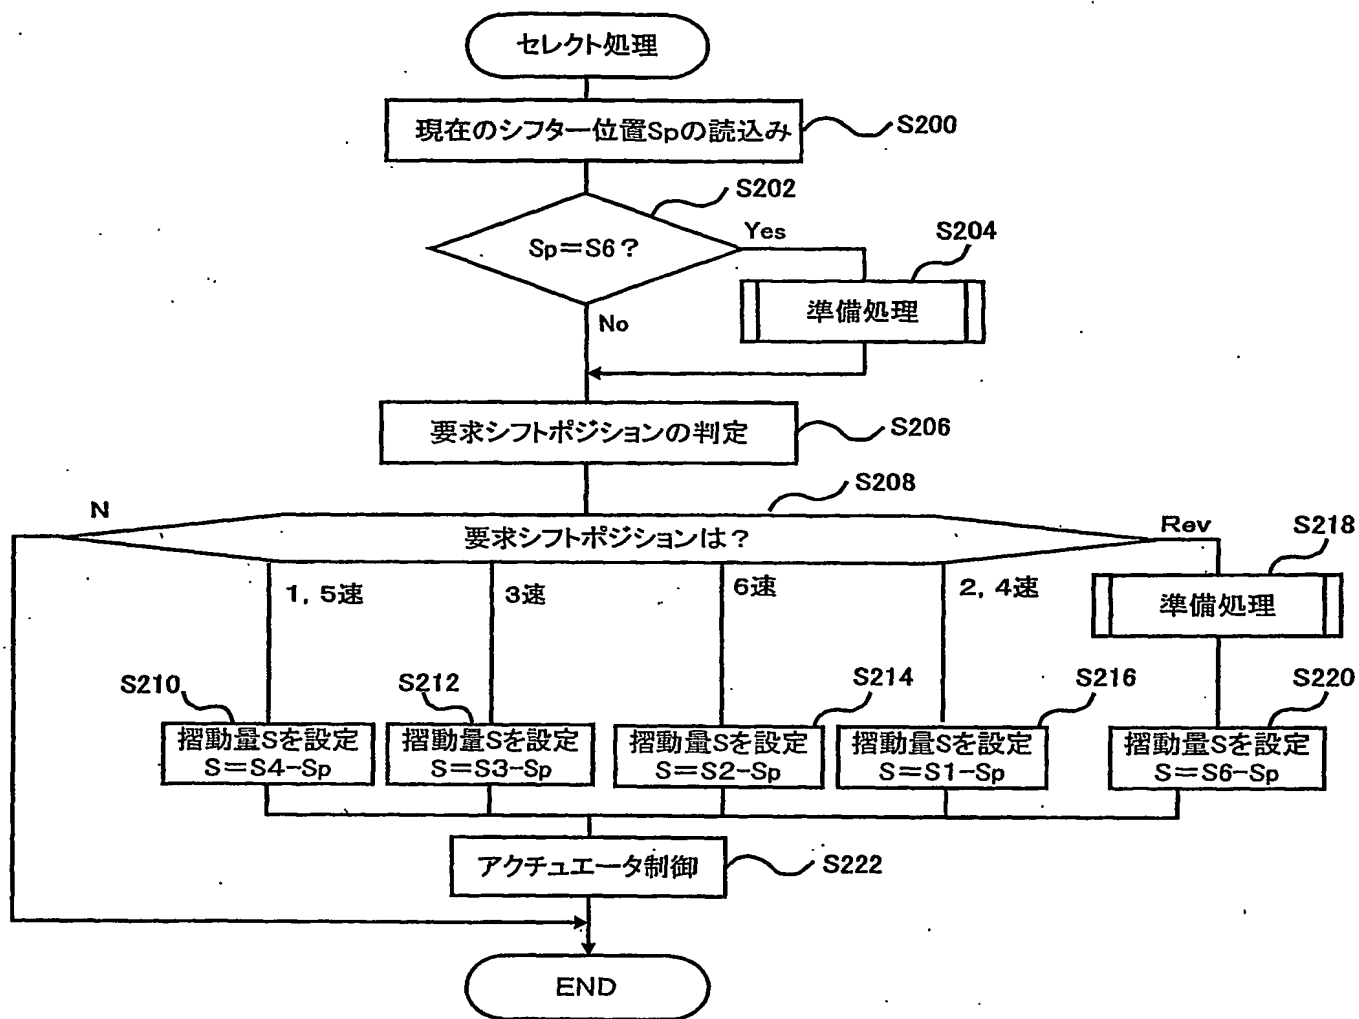 セレクト処理
現在のシフター位置Spの読込み
S200
S202
Sp=S6?
Yes
S204
準備処理
No
要求シフトポジションの判定
S206
S208
N
要求シフトポジションは?
Rev
S218
1, 5速
3速
6速
2, 4速
準備処理
S210
S212
S214
S216
S220
摺動量Sを設定
S=S4-Sp
摺動量Sを設定
S=S3-Sp
摺動量Sを設定
S=S2-Sp
摺動量Sを設定
S=S1-Sp
摺動量Sを設定
S=S6-Sp
アクチュエータ制御
S222
END